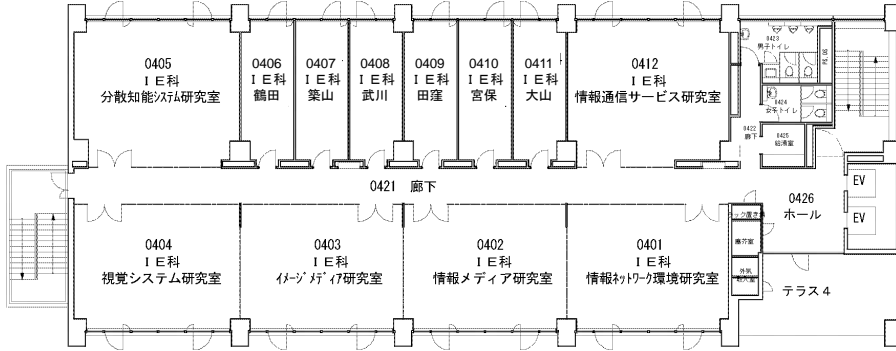 0405
ＩＥ科
分散知能システム研究室
0406
ＩＥ科
鶴田
0407
ＩＥ科
築山
0408
ＩＥ科
武川
0409
ＩＥ科
田窪
0410
ＩＥ科
宮保
0411
ＩＥ科
大山
0412
ＩＥ科
情報通信サービス研究室
0423
男子トイレ
PS.DS
0424
女子トイレ
0422
廊下
0425
給湯室
0421　廊下
0426
ホール
EV
EV
0404
ＩＥ科
視覚システム研究室
0403
ＩＥ科
イメージメディア研究室
0402
ＩＥ科
情報メディア研究室
0401
ＩＥ科
情報ネットワーク環境研究室
塵芥室
外気
テラス４